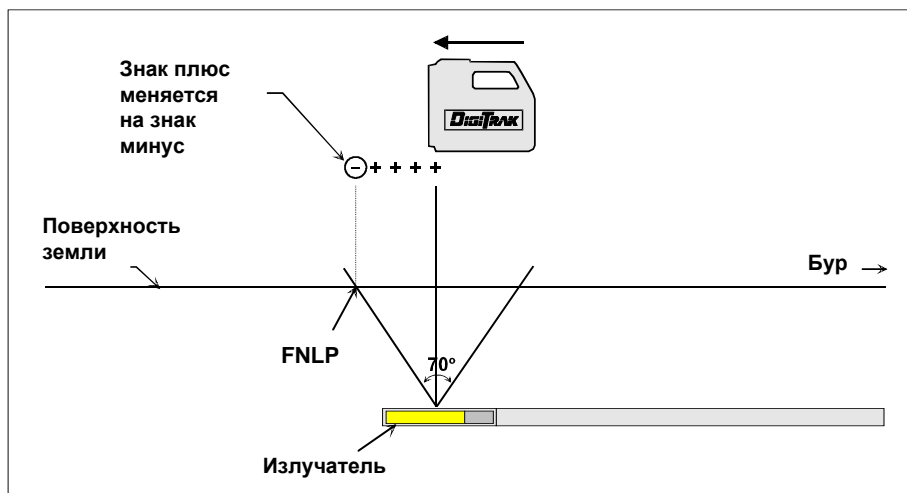 Знак плюс
меняется
на знак
минус
DIGITRAK
- + + + +
Поверхность
земли
Бур
FNLP
70°
Излучатель